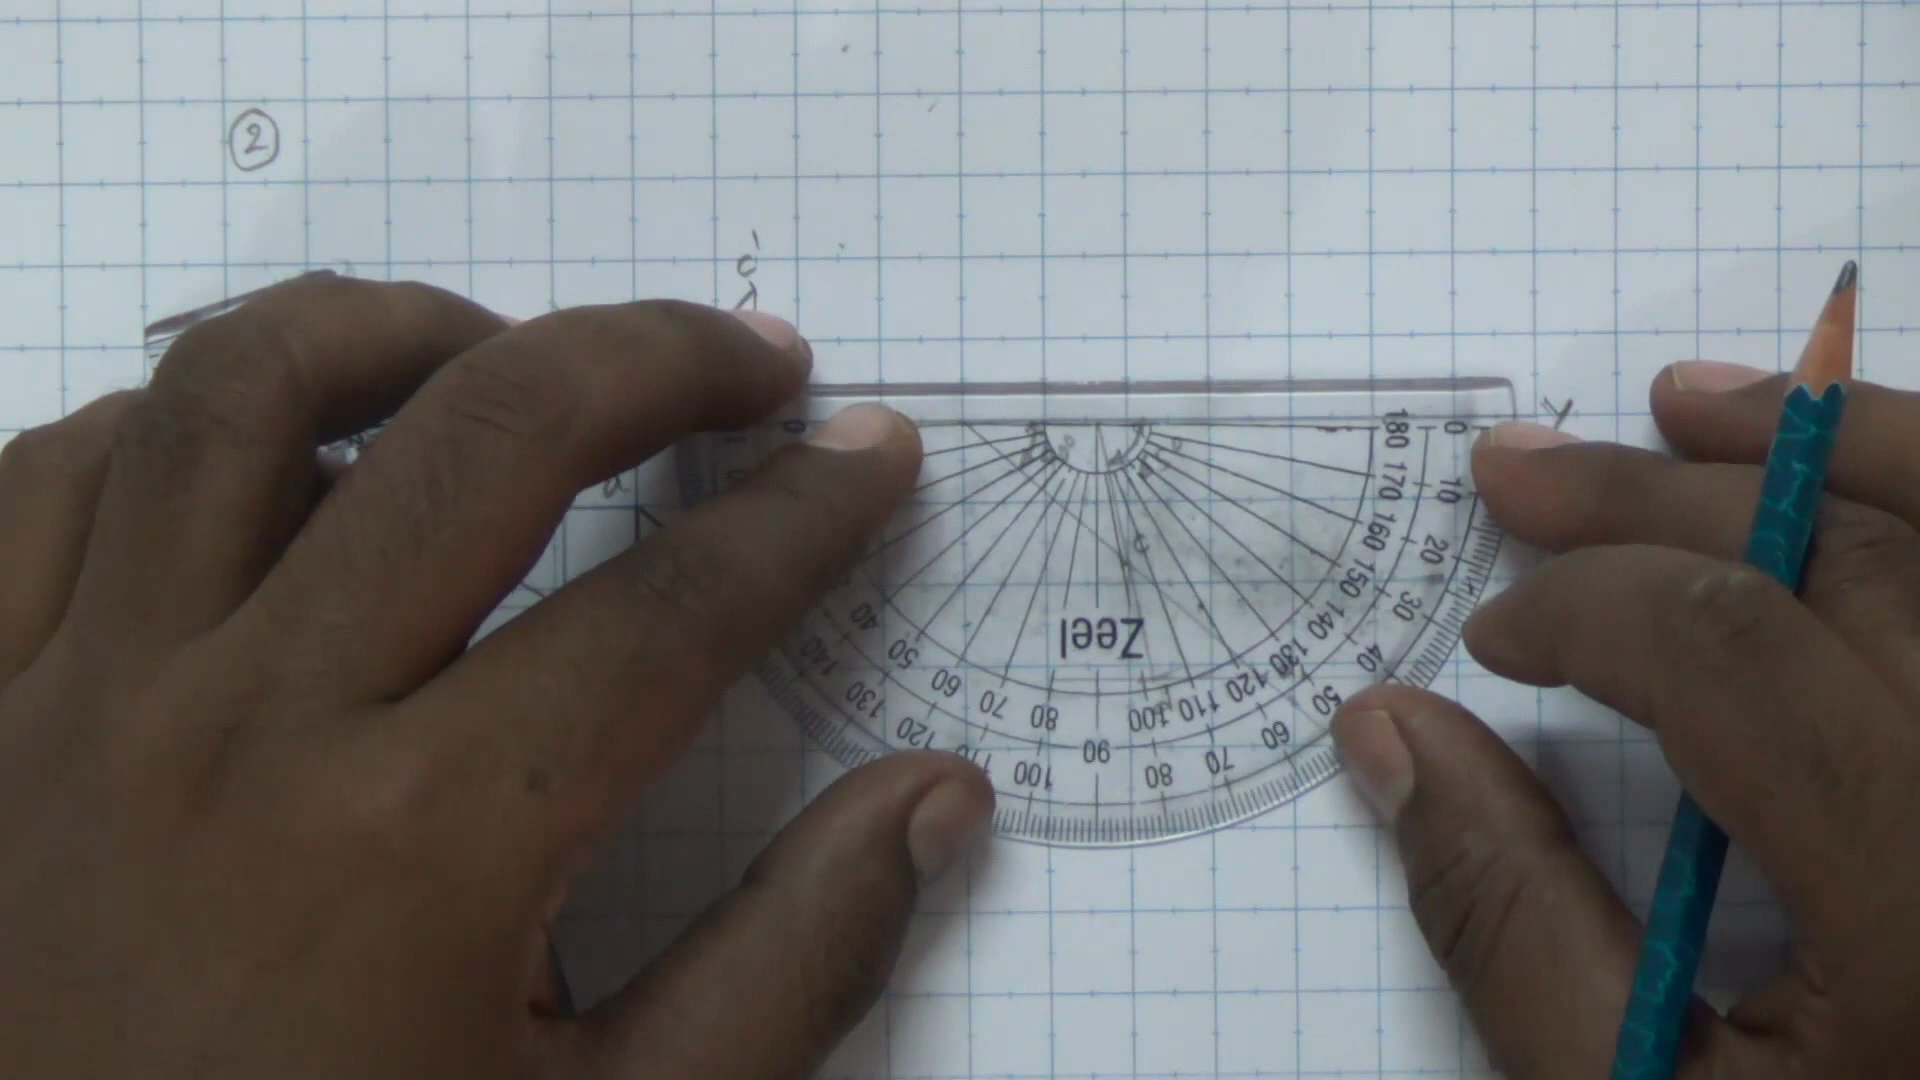 ②
c'
Y
0 180 0
a
170 10
160 20
c
150 30
40 140
140 50 Zeel 130 40
130 60 70 80 90 100 110 120 50
120 110 100 80 70 60